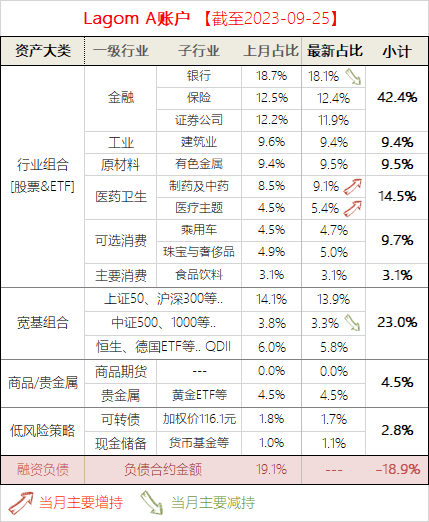 Lagom A账户 【截至2023-09-25】
资产大类 一级行业 子行业 上月占比 最新占比 小计
行业组合
[股票&ETF]
金融 银行 18.7% 18.1% 42.4%
保险 12.5% 12.4%
证券公司 12.2% 11.9%
工业 建筑业 9.6% 9.4% 9.4%
原材料 有色金属 9.4% 9.5% 9.5%
医药卫生 制药及中药 8.5% 9.1% 14.5%
医疗主题 4.5% 5.4%
可选消费 乘用车 4.5% 4.7% 9.7%
珠宝与奢侈品 4.9% 5.0%
主要消费 食品饮料 3.1% 3.1% 3.1%
宽基组合 上证50、沪深300等.. 14.1% 13.9% 23.0%
中证500、1000等.. 3.8% 3.3%
恒生、德国ETF等.. QDII 6.0% 5.8%
商品/贵金属 商品期货 --- 0.0% 0.0% 4.5%
贵金属 黄金ETF等 4.5% 4.5%
低风险策略 可转债 加权价116.1元 1.8% 1.7% 2.8%
现金储备 货币基金等 1.0% 1.1%
融资负债 负债合约金额 19.1% --- -18.9%
当月主要增持 当月主要减持